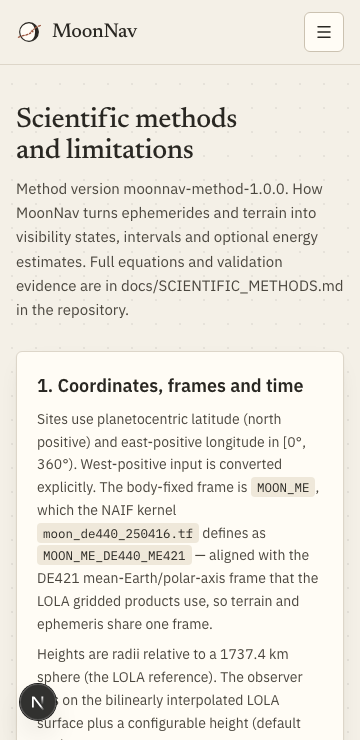 MoonNav
Scientific methods
and limitations
Method version moonnav-method-1.0.0. How
MoonNav turns ephemerides and terrain into
visibility states, intervals and optional energy
estimates. Full equations and validation
evidence are in docs/SCIENTIFIC_METHODS.md
in the repository.
1. Coordinates, frames and time
Sites use planetocentric latitude (north
positive) and east-positive longitude in [0°,
360°). West-positive input is converted
explicitly. The body-fixed frame is MOON_ME,
which the NAIF kernel
moon_de440_250416.tf defines as
MOON_ME_DE440_ME421 — aligned with the
DE421 mean-Earth/polar-axis frame that the
LOLA gridded products use, so terrain and
ephemeris share one frame.
Heights are radii relative to a 1737.4 km
sphere (the LOLA reference). The observer
on the bilinearly interpolated LOLA
surface plus a configurable height (default
N